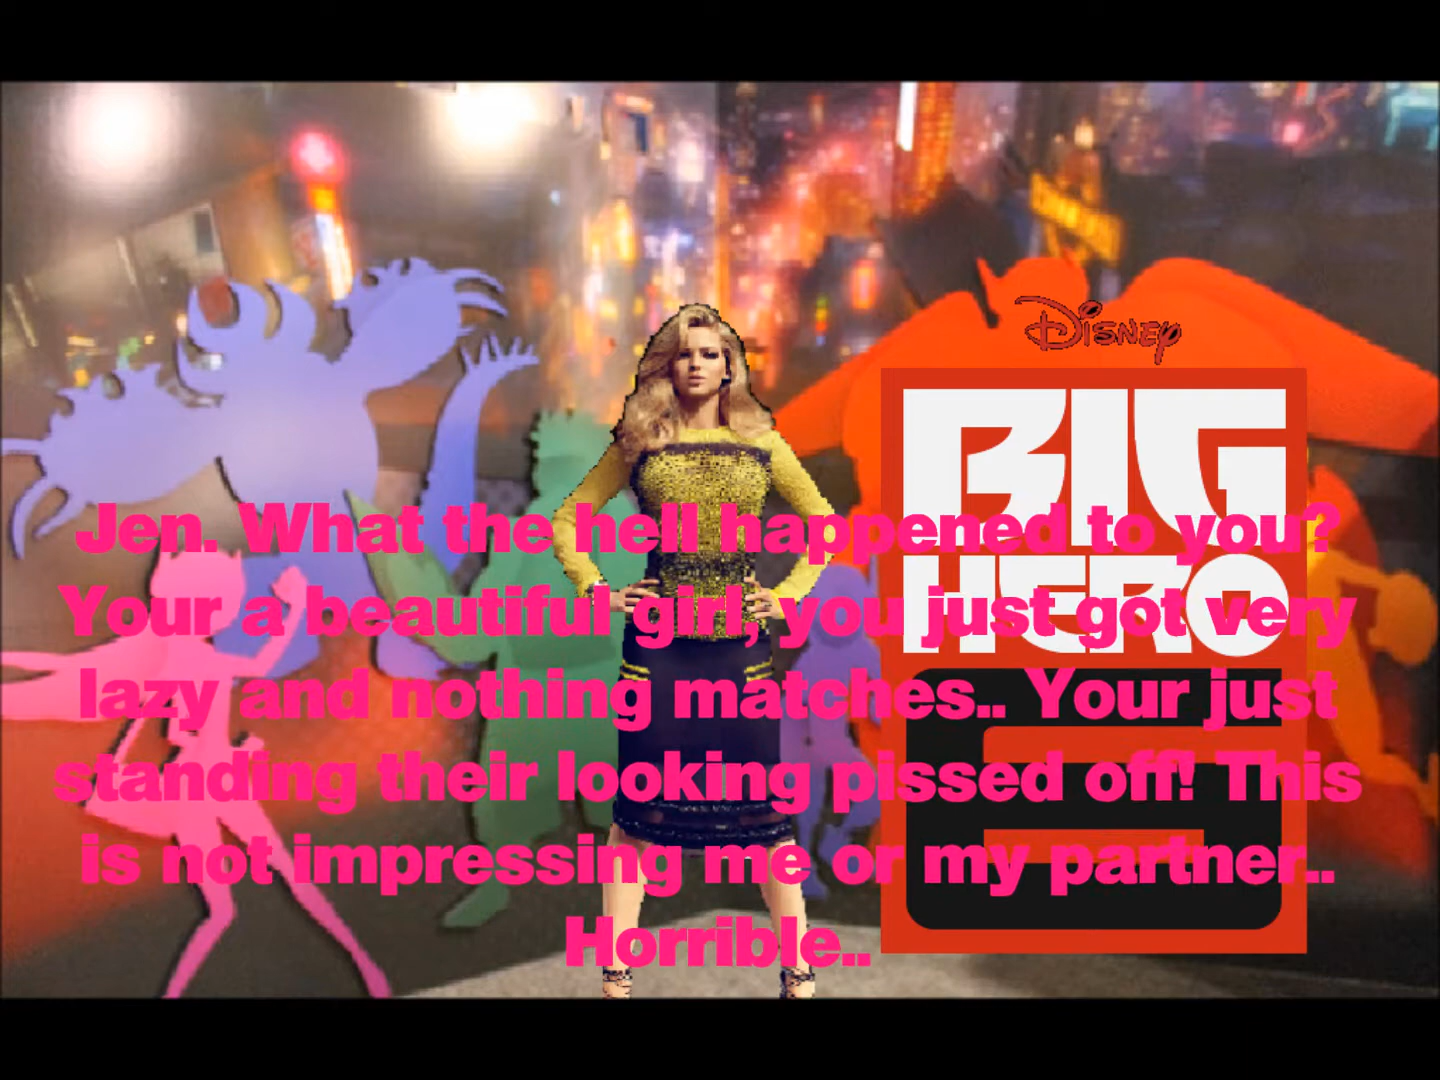 Disney
BIG
HERO
6
Jen. What the hell happened to you?
Your a beautiful girl, you just got very
lazy and nothing matches.. Your just
standing their looking pissed off! This
is not impressing me or my partner..
Horrible..